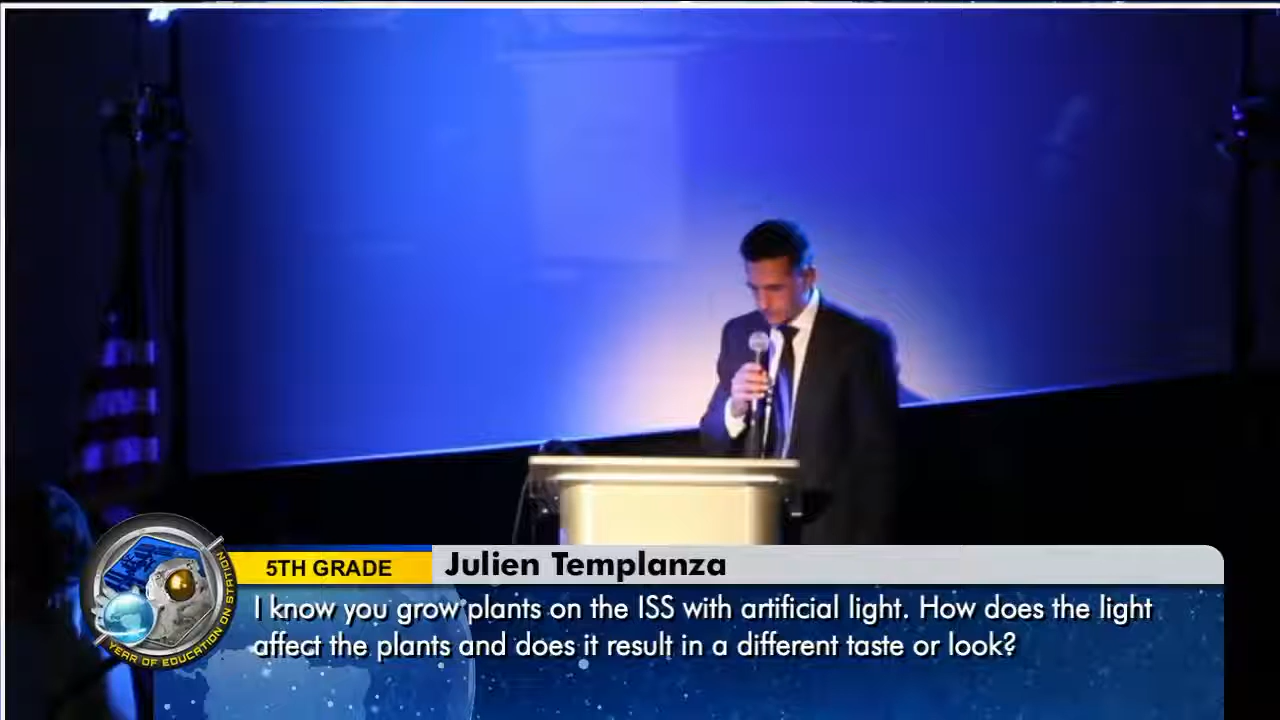 5TH GRADE
Julien Templanza
I know you grow plants on the ISS with artificial light. How does the light
affect the plants and does it result in a different taste or look?
YEAR OF EDUCATION ON STATION